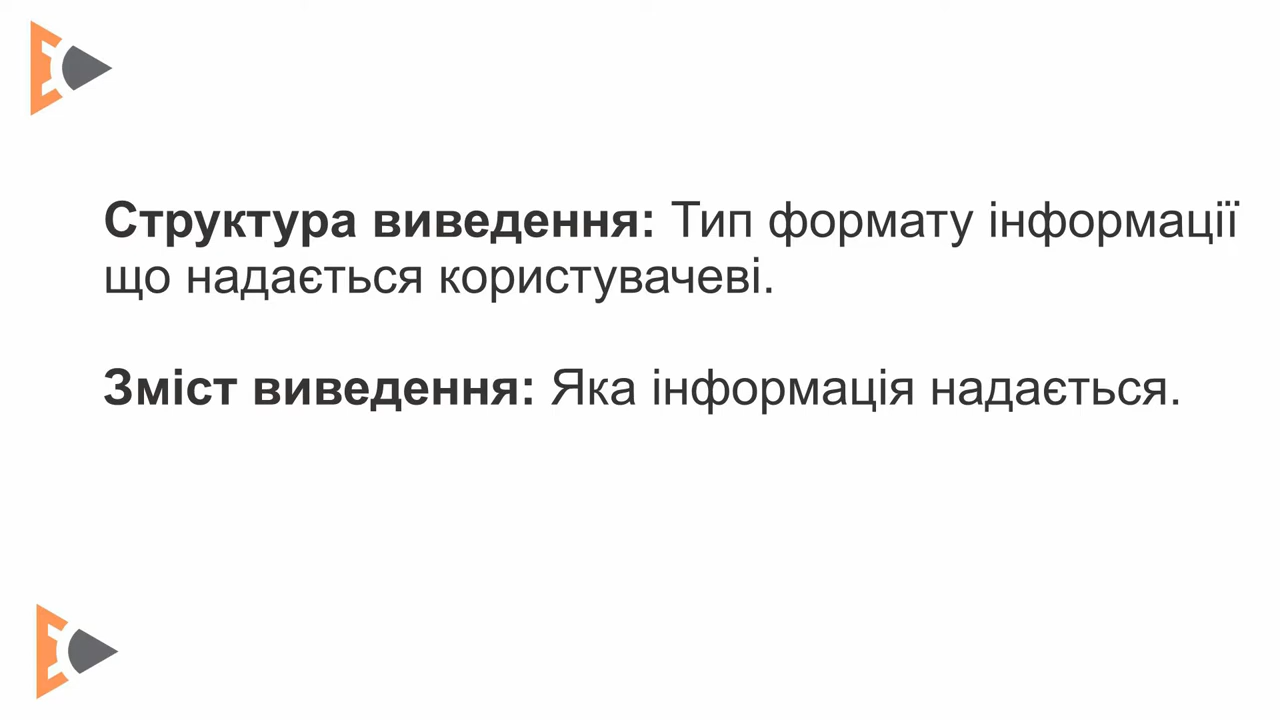 Структура виведення: Тип формату інформації
що надається користувачеві.
Зміст виведення: Яка інформація надається.